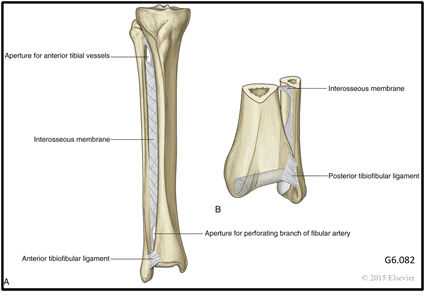 Aperture for anterior tibial vessels
Interosseous membrane
Anterior tibiofibular ligament
A
Interosseous membrane
Posterior tibiofibular ligament
B
Aperture for perforating branch of fibular artery
G6.082
© 2015 Elsevier